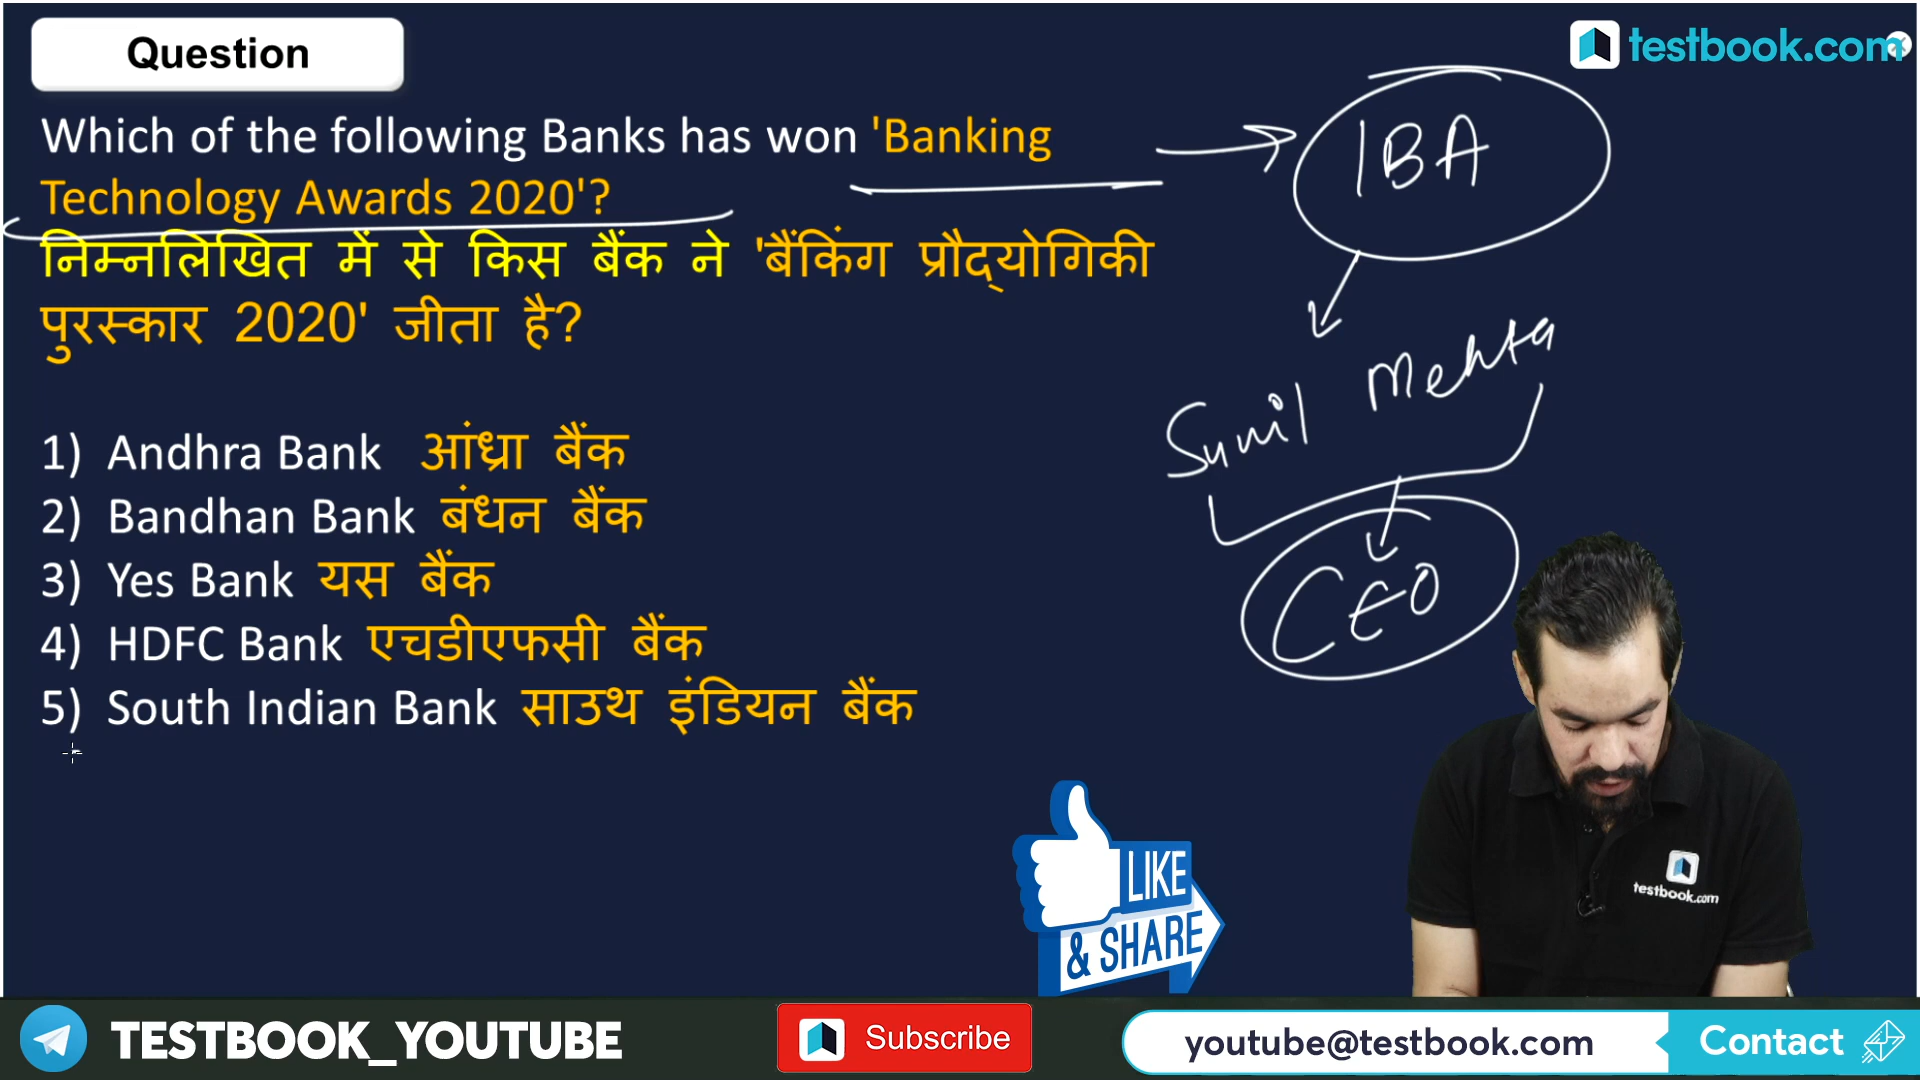 Question
testbook.com
Which of the following Banks has won 'Banking
Technology Awards 2020'?
निम्नलिखित में से किस बैंक ने 'बैंकिंग प्रौद्योगिकी
पुरस्कार 2020' जीता है?
IBA
Sunil Mehta
CEO
1) Andhra Bank आंध्रा बैंक
2) Bandhan Bank बंधन बैंक
3) Yes Bank यस बैंक
4) HDFC Bank एचडीएफसी बैंक
5) South Indian Bank साउथ इंडियन बैंक
LIKE
& SHARE
testbook.com
TESTBOOK_YOUTUBE
Subscribe
youtube@testbook.com
Contact